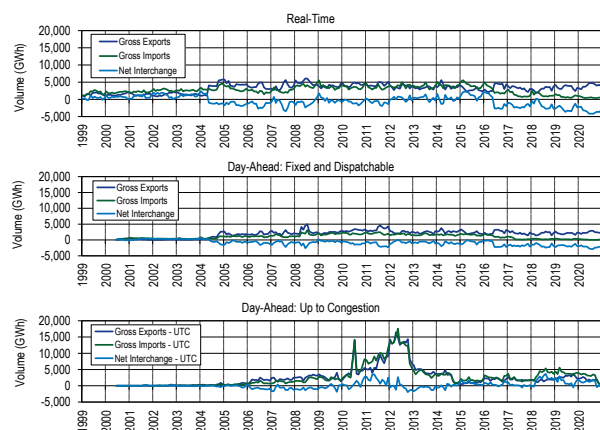 Real-Time
20,000
15,000
10,000
5,000
0
-5,000
Volume (GWh)
Gross Exports
Gross Imports
Net Interchange
1999 2000 2001 2002 2003 2004 2005 2006 2007 2008 2009 2010 2011 2012 2013 2014 2015 2016 2017 2018 2019 2020
Day-Ahead: Fixed and Dispatchable
20,000
15,000
10,000
5,000
0
-5,000
Volume (GWh)
Gross Exports
Gross Imports
Net Interchange
1999 2000 2001 2002 2003 2004 2005 2006 2007 2008 2009 2010 2011 2012 2013 2014 2015 2016 2017 2018 2019 2020
Day-Ahead: Up to Congestion
20,000
15,000
10,000
5,000
0
-5,000
Volume (GWh)
Gross Exports - UTC
Gross Imports - UTC
Net Interchange - UTC
1999 2000 2001 2002 2003 2004 2005 2006 2007 2008 2009 2010 2011 2012 2013 2014 2015 2016 2017 2018 2019 2020